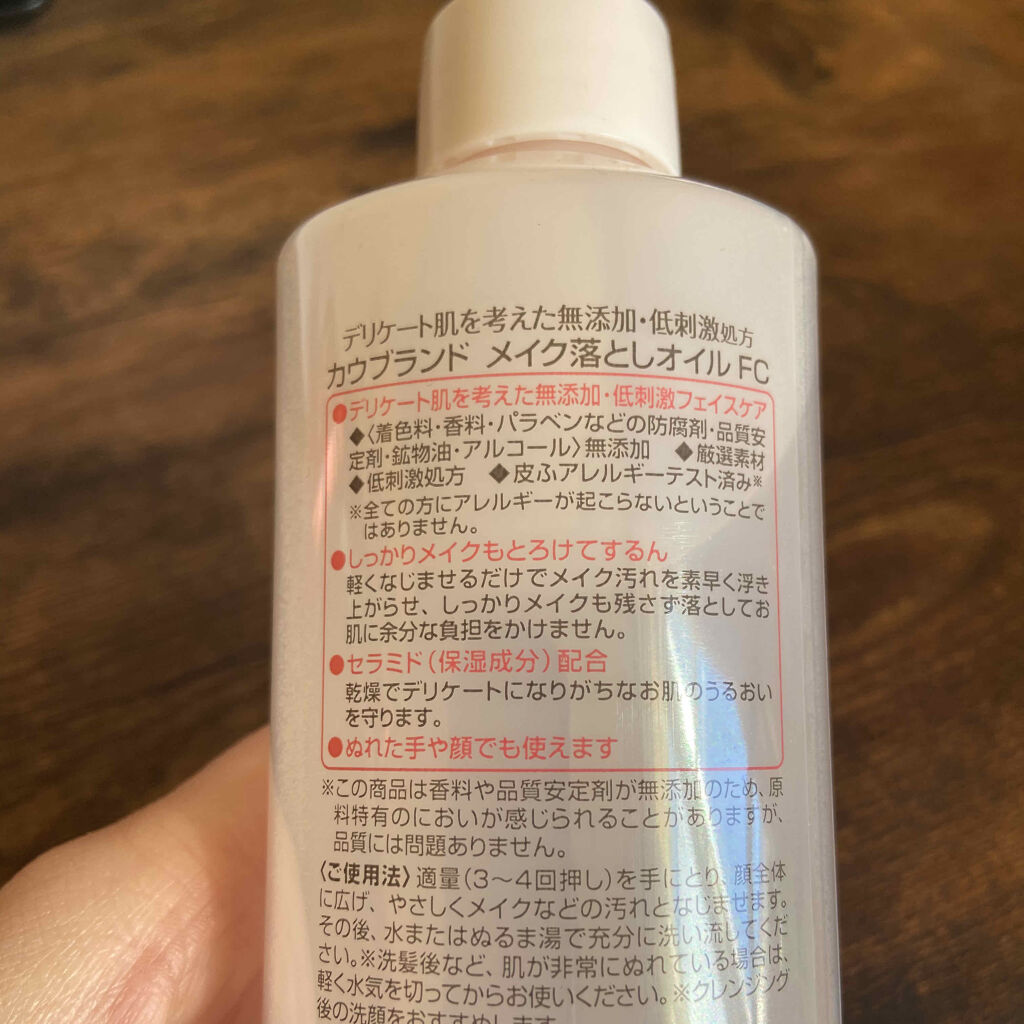 デリケート肌を考えた無添加・低刺激処方
カウブランド メイク落としオイル FC
●デリケート肌を考えた無添加・低刺激フェイスケア
◆〈着色料・香料・パラベンなどの防腐剤・品質安
定剤・鉱物油・アルコール〉無添加 ◆厳選素材
◆低刺激処方 ◆皮ふアレルギーテスト済み※
※全ての方にアレルギーが起こらないということで
はありません。
●しっかりメイクもとろけてするん
軽くなじませるだけでメイク汚れを素早く浮き
上がらせ、しっかりメイクも残さず落としてお
肌に余分な負担をかけません。
●セラミド（保湿成分）配合
乾燥でデリケートになりがちなお肌のうるおい
を守ります。
●ぬれた手や顔でも使えます
※この商品は香料や品質安定剤が無添加のため、原
料特有のにおいが感じられることがありますが、
品質には問題ありません。
〈ご使用法〉適量（3〜4回押し）を手にとり、顔全体
に広げ、やさしくメイクなどの汚れとなじませます。
その後、水またはぬるま湯で充分に洗い流してくだ
さい。※洗髪後など、肌が非常にぬれている場合は、
軽く水気を切ってからお使いください。※クレンジング
後の洗顔をおすすめします